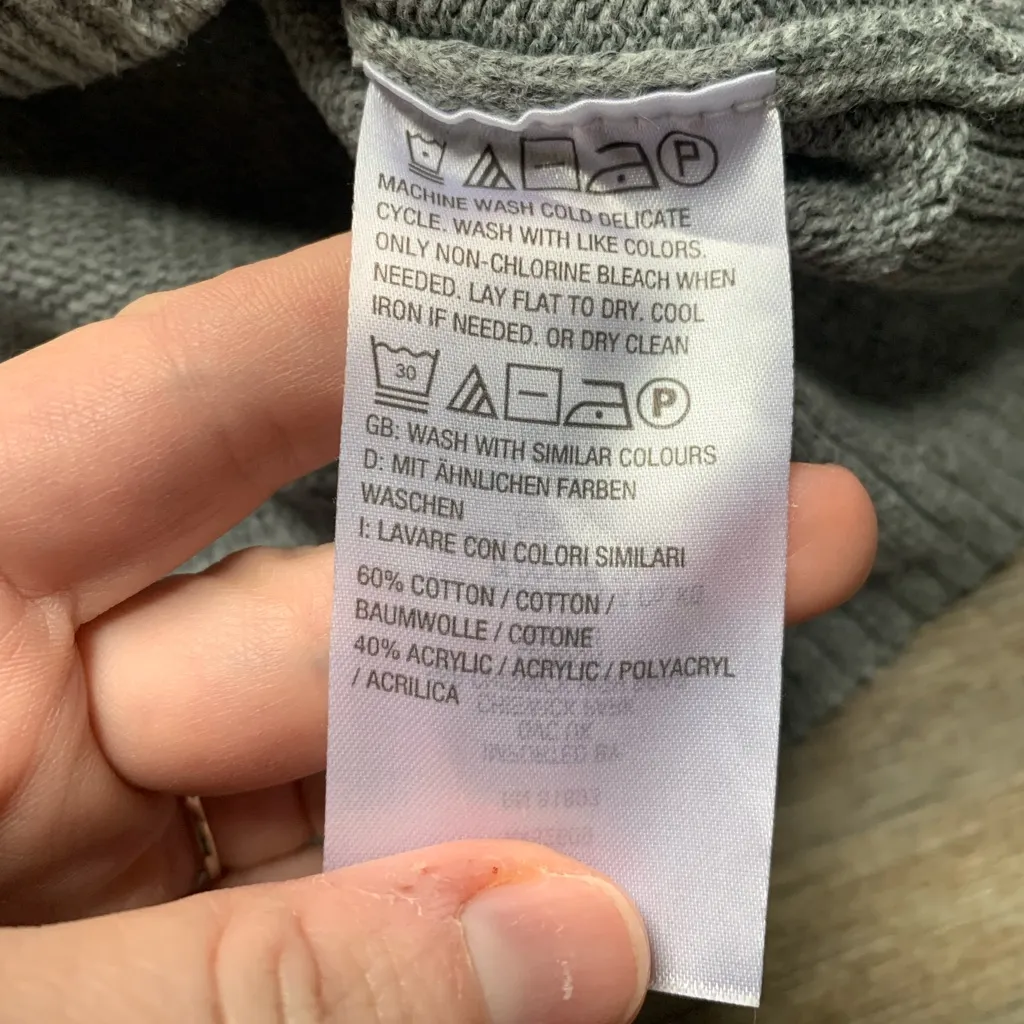 P
MACHINE WASH COLD DELICATE
CYCLE. WASH WITH LIKE COLORS.
ONLY NON-CHLORINE BLEACH WHEN
NEEDED. LAY FLAT TO DRY. COOL
IRON IF NEEDED. OR DRY CLEAN
30 P
GB: WASH WITH SIMILAR COLOURS
D: MIT ÄHNLICHEN FARBEN
WASCHEN
I: LAVARE CON COLORI SIMILARI
60% COTTON / COTTON /
BAUMWOLLE / COTONE
40% ACRYLIC / ACRYLIC / POLYACRYL
/ ACRILICA